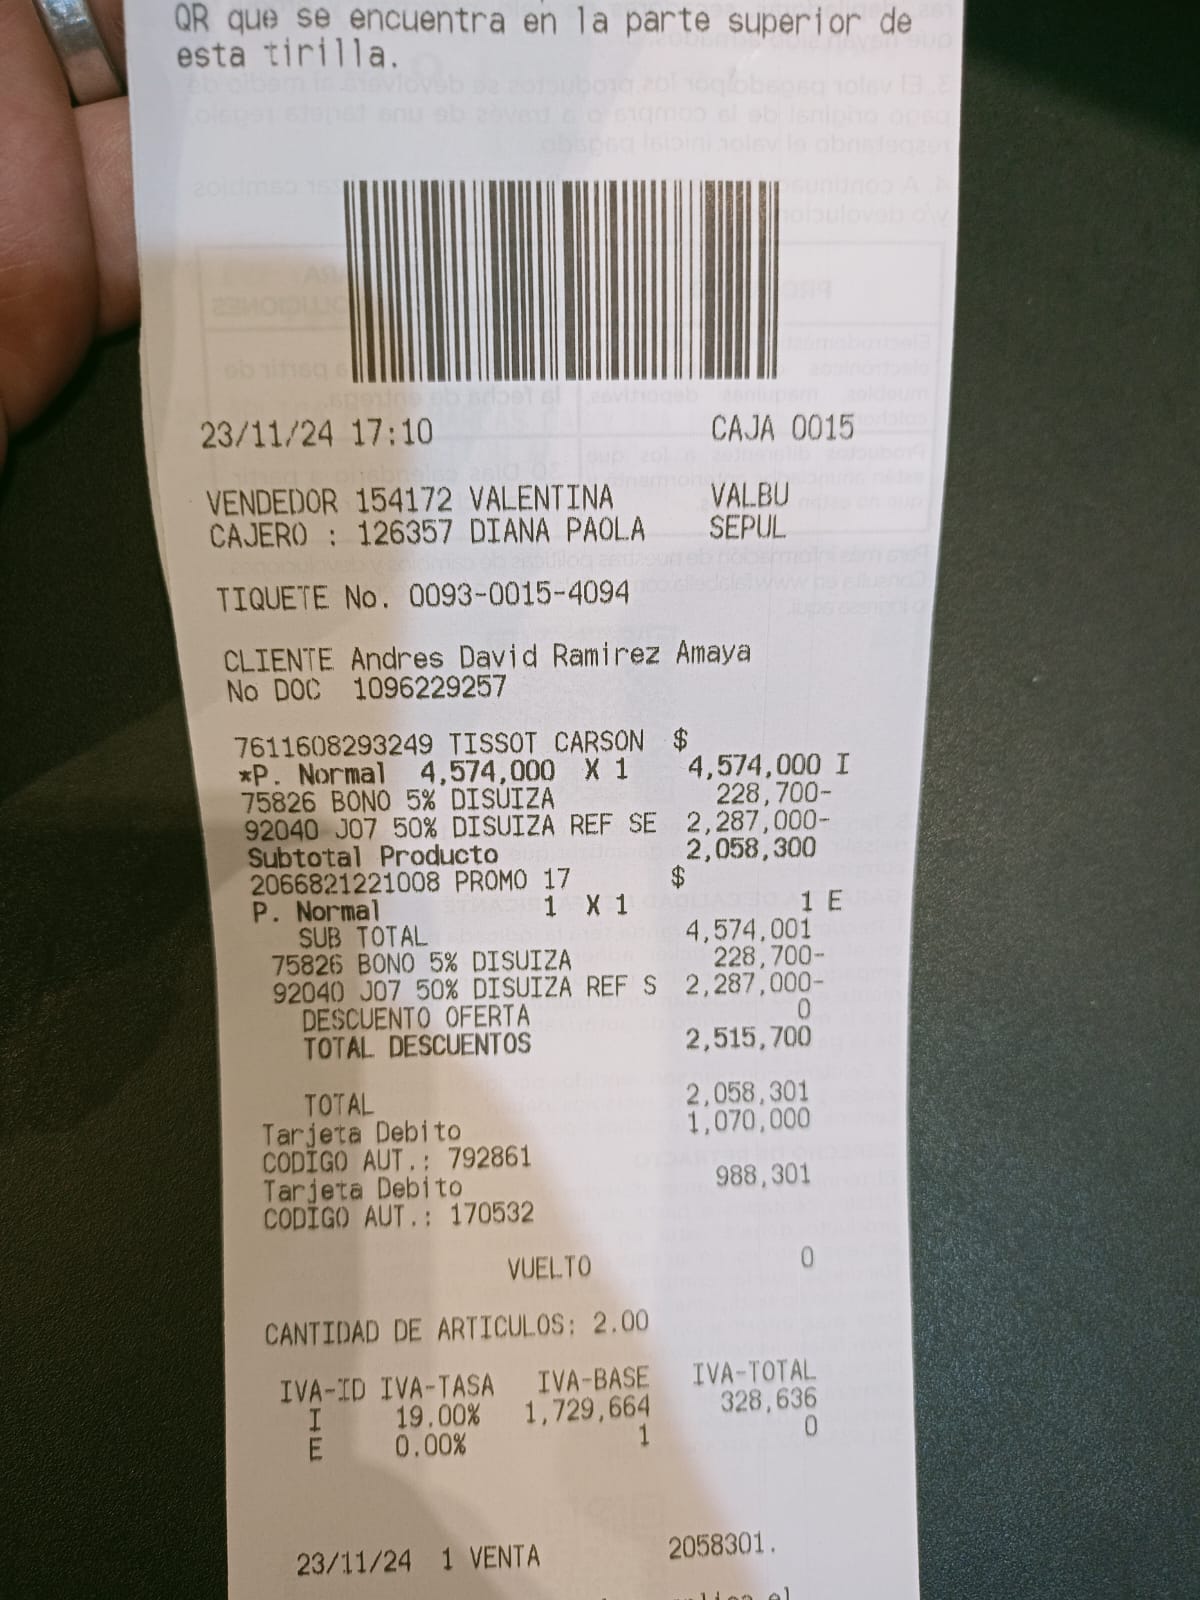 QR que se encuentra en la parte superior de
esta tirilla.
23/11/24 17:10 CAJA 0015
VENDEDOR 154172 VALENTINA VALBU
CAJERO : 126357 DIANA PAOLA SEPUL
TIQUETE No. 0093-0015-4094
CLIENTE Andres David Ramirez Amaya
No DOC 1096229257
7611608293249 TISSOT CARSON $
*P. Normal 4,574,000 X 1 4,574,000 I
75826 BONO 5% DISUIZA 228,700-
92040 J07 50% DISUIZA REF SE 2,287,000-
Subtotal Producto 2,058,300
2066821221008 PROMO 17 $
P. Normal 1 X 1 1 E
SUB TOTAL 4,574,001
75826 BONO 5% DISUIZA 228,700-
92040 J07 50% DISUIZA REF S 2,287,000-
DESCUENTO OFERTA 0
TOTAL DESCUENTOS 2,515,700
TOTAL 2,058,301
Tarjeta Debito 1,070,000
CODIGO AUT.: 792861
Tarjeta Debito 988,301
CODIGO AUT.: 170532
VUELTO 0
CANTIDAD DE ARTICULOS: 2.00
IVA-ID IVA-TASA IVA-BASE IVA-TOTAL
I 19.00% 1,729,664 328,636
E 0.00% 1 0
23/11/24 1 VENTA 2058301.